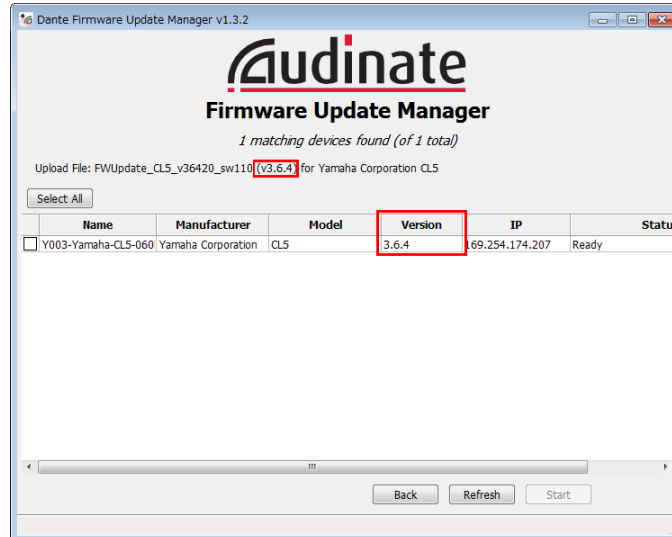 Dante Firmware Update Manager v1.3.2
Audinate
Firmware Update Manager
1 matching devices found (of 1 total)
Upload File: FWUpdate_CL5_v36420_sw110 (v3.6.4) for Yamaha Corporation CL5
Select All
Name Manufacturer Model Version IP Statu
Y003-Yamaha-CL5-060 Yamaha Corporation CL5 3.6.4 169.254.174.207 Ready
Back Refresh Start